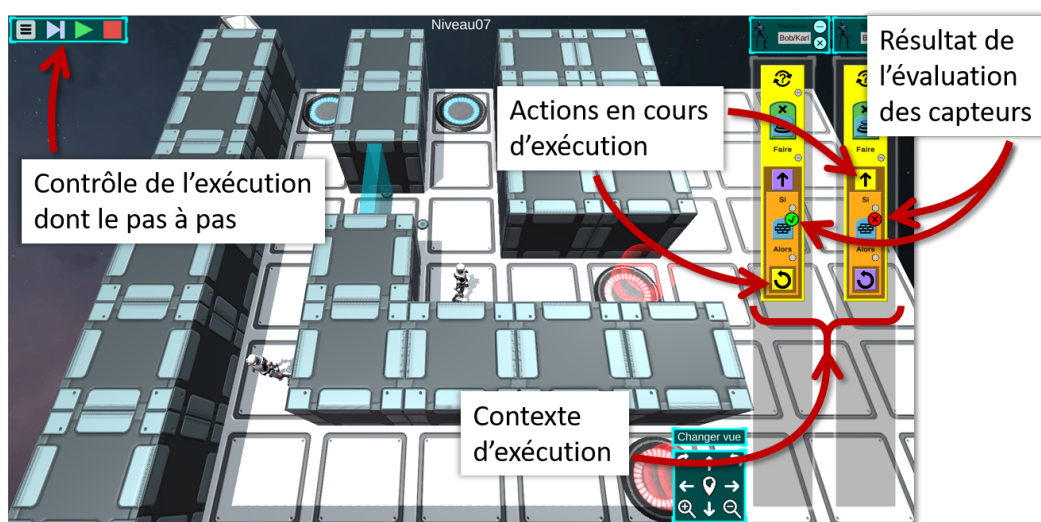 Niveau07
Bob/Karl
B
Résultat de
l'évaluation
des capteurs
Actions en cours
d'exécution
Contrôle de l'exécution
dont le pas à pas
Faire
Si
Alors
Faire
Si
Alors
Contexte
d'exécution
Changer vue